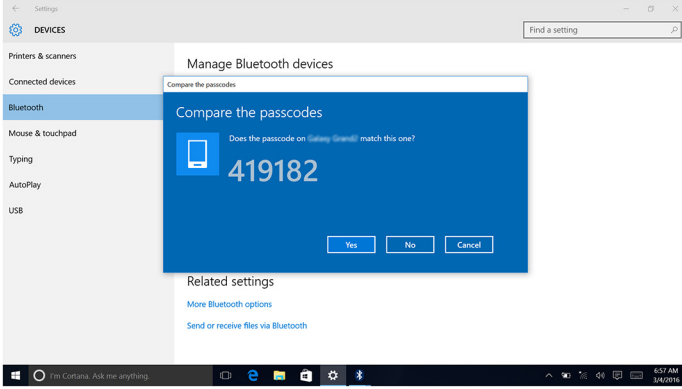 Settings
DEVICES
Find a setting
Printers & scanners
Connected devices
Bluetooth
Mouse & touchpad
Typing
AutoPlay
USB
Manage Bluetooth devices
Compare the passcodes
Compare the passcodes
Does the passcode on match this one?
419182
Yes No Cancel
Related settings
More Bluetooth options
Send or receive files via Bluetooth
I'm Cortana. Ask me anything.
6:57 AM
3/4/2016